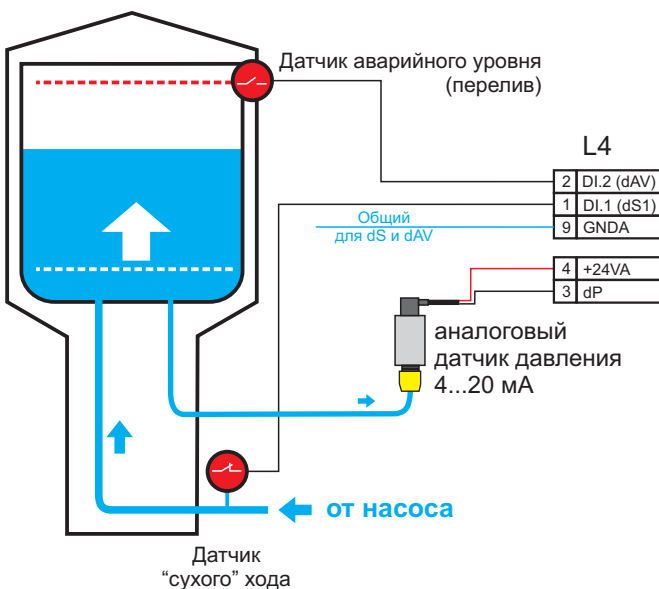 Датчик аварийного уровня
(перелив)
L4
2 DI.2 (dAV)
1 DI.1 (dS1)
9 GNDA
Общий
для dS и dAV
4 +24VA
3 dP
аналоговый
датчик давления
4...20 мА
от насоса
Датчик
“сухого” хода